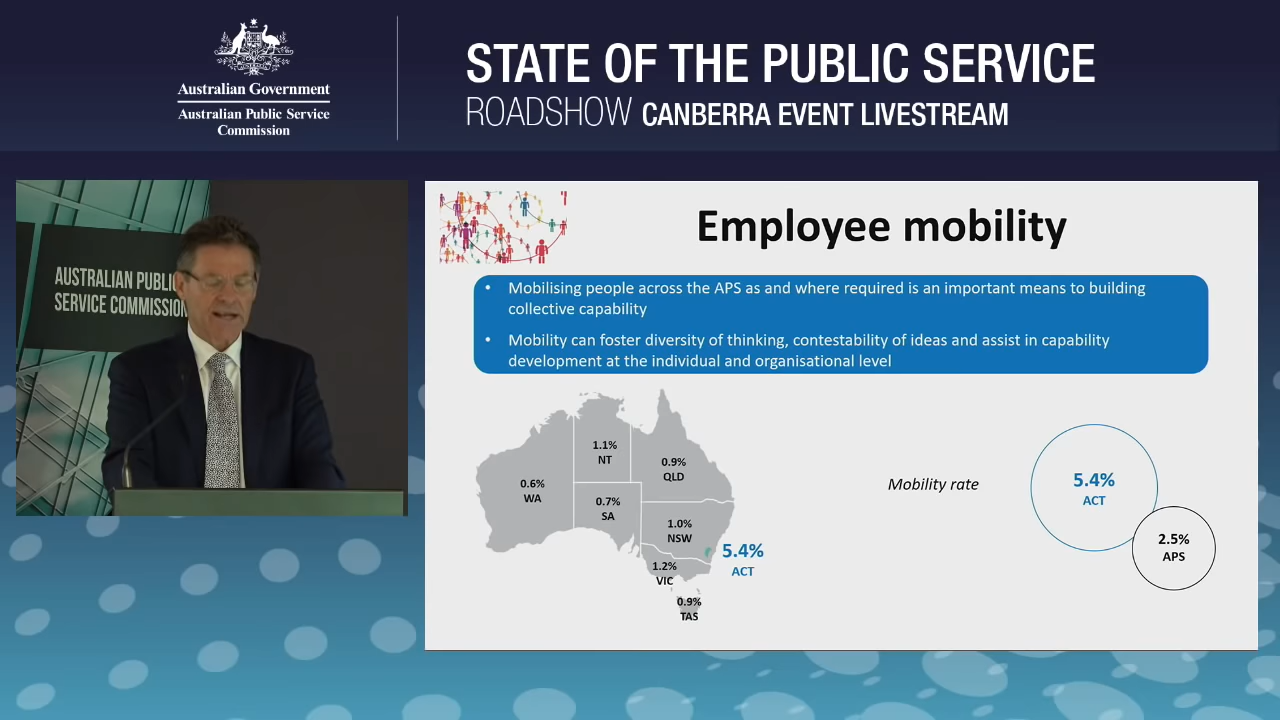 Australian Government
Australian Public Service
Commission
STATE OF THE PUBLIC SERVICE
ROADSHOW CANBERRA EVENT LIVESTREAM
AUSTRALIAN PUBLIC
SERVICE COMMISSION
Employee mobility
• Mobilising people across the APS as and where required is an important means to building
collective capability
• Mobility can foster diversity of thinking, contestability of ideas and assist in capability
development at the individual and organisational level
1.1%
NT
0.9%
QLD
0.6%
WA
0.7%
SA
1.0%
NSW
5.4%
ACT
1.2%
VIC
0.9%
TAS
Mobility rate
5.4%
ACT
2.5%
APS